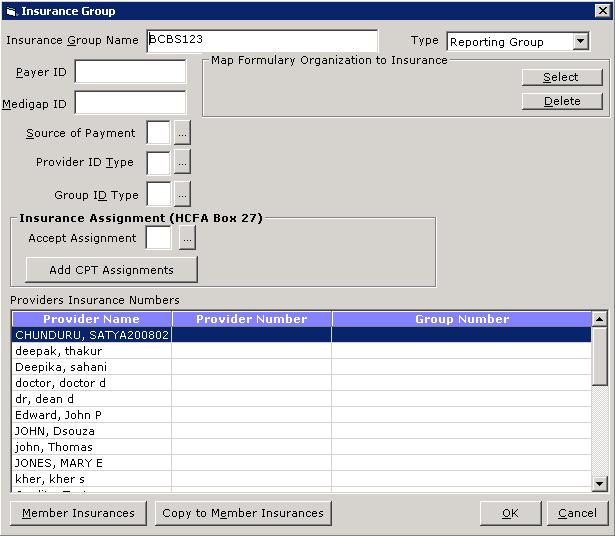 Insurance Group
Insurance Group Name BCBS123 Type Reporting Group
Payer ID
Map Formulary Organization to Insurance
Select
Medigap ID
Delete
Source of Payment ...
Provider ID Type ...
Group ID Type ...
Insurance Assignment (HCFA Box 27)
Accept Assignment ...
Add CPT Assignments
Providers Insurance Numbers
Provider Name Provider Number Group Number
CHUNDURU, SATYA200802
deepak, thakur
Deepika, sahani
doctor, doctor d
dr, dean d
Edward, John P
JOHN, Dsouza
john, Thomas
JONES, MARY E
kher, kher s
Member Insurances Copy to Member Insurances OK Cancel